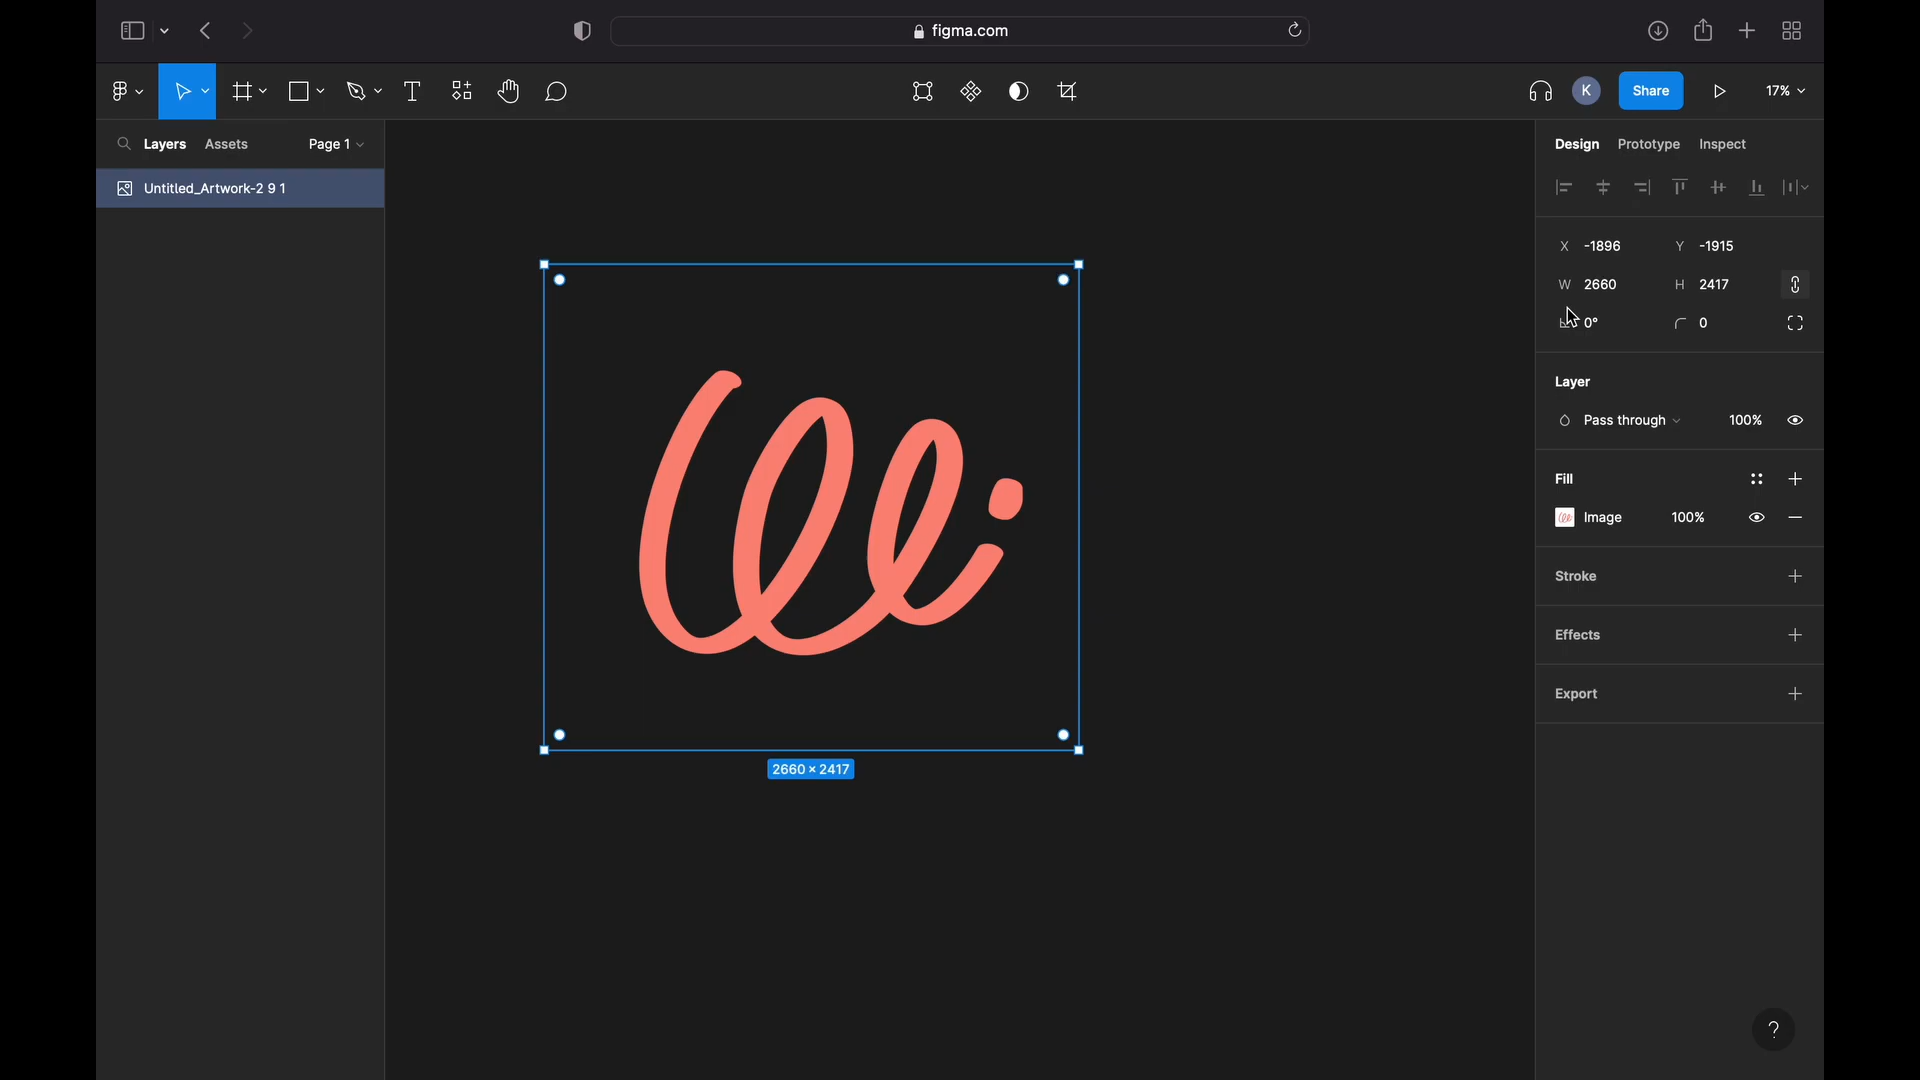 figma.com
K
Share
17%
Layers
Assets
Page 1
Design
Prototype
Inspect
Untitled_Artwork-2 9 1
X -1896
Y -1915
W 2660
H 2417
0°
0
Layer
Pass through
100%
Fill
Image
100%
Stroke
Effects
Export
2660 × 2417
?